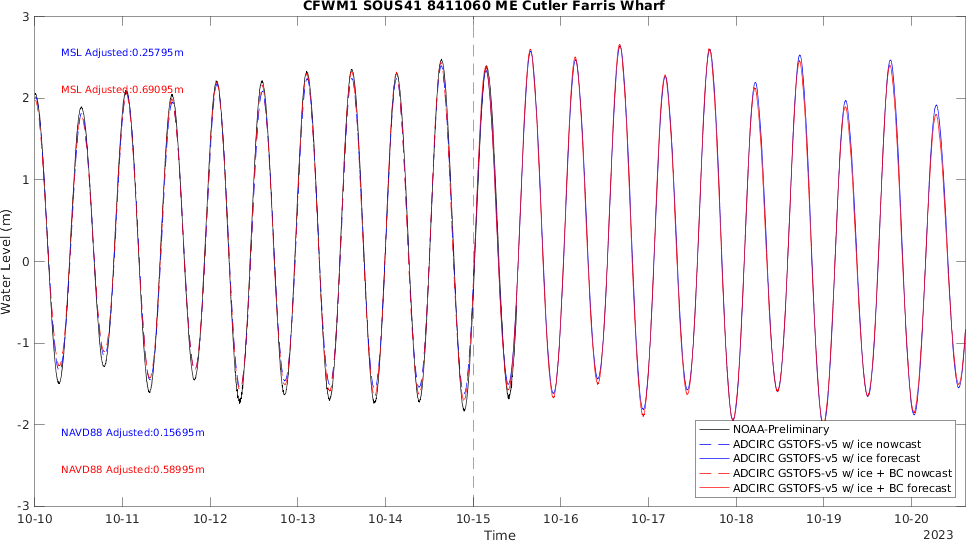 CFWM1 SOUS41 8411060 ME Cutler Farris Wharf
3
MSL Adjusted:0.25795m
MSL Adjusted:0.69095m
2
1
0
-1
-2
-3
Water Level (m)
NAVD88 Adjusted:0.15695m
NAVD88 Adjusted:0.58995m
NOAA-Preliminary
ADCIRC GSTOFS-v5 w/ ice nowcast
ADCIRC GSTOFS-v5 w/ ice forecast
ADCIRC GSTOFS-v5 w/ ice + BC nowcast
ADCIRC GSTOFS-v5 w/ ice + BC forecast
10-10 10-11 10-12 10-13 10-14 10-15 10-16 10-17 10-18 10-19 10-20
Time
2023